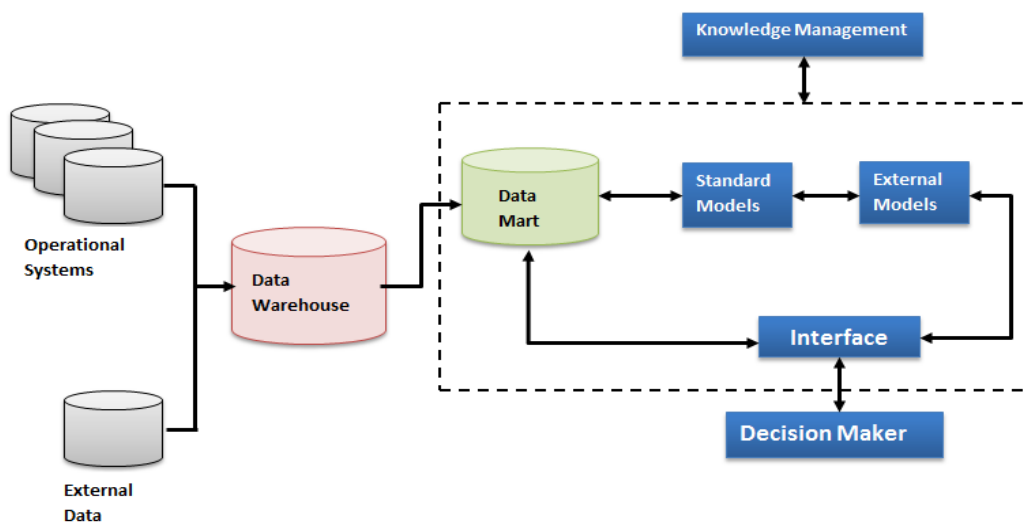 Knowledge Management
Operational
Systems
Data
Warehouse
External
Data
Data
Mart
Standard
Models
External
Models
Interface
Decision Maker